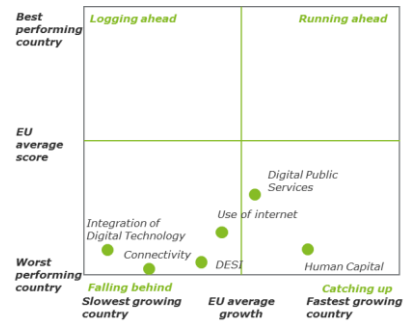 Best
performing
country
Logging ahead
Running ahead
EU
average
score
Digital Public
Services
Use of internet
Integration of
Digital Technology
Connectivity
DESI
Human Capital
Worst
performing
country
Falling behind
Catching up
Slowest growing
country
EU average
growth
Fastest growing
country